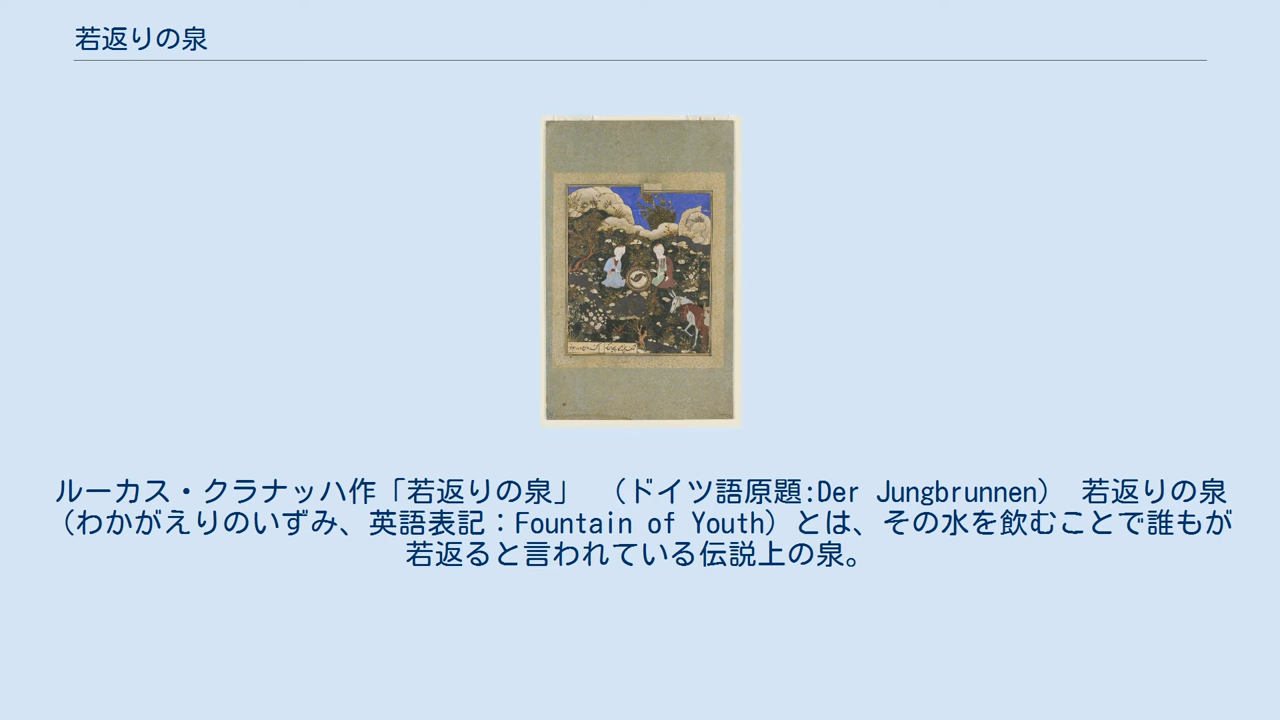 若返りの泉
ルーカス・クラナッハ作「若返りの泉」 （ドイツ語原題:Der Jungbrunnen） 若返りの泉
（わかがえりのいずみ、英語表記：Fountain of Youth）とは、その水を飲むことで誰もが
若返ると言われている伝説上の泉。